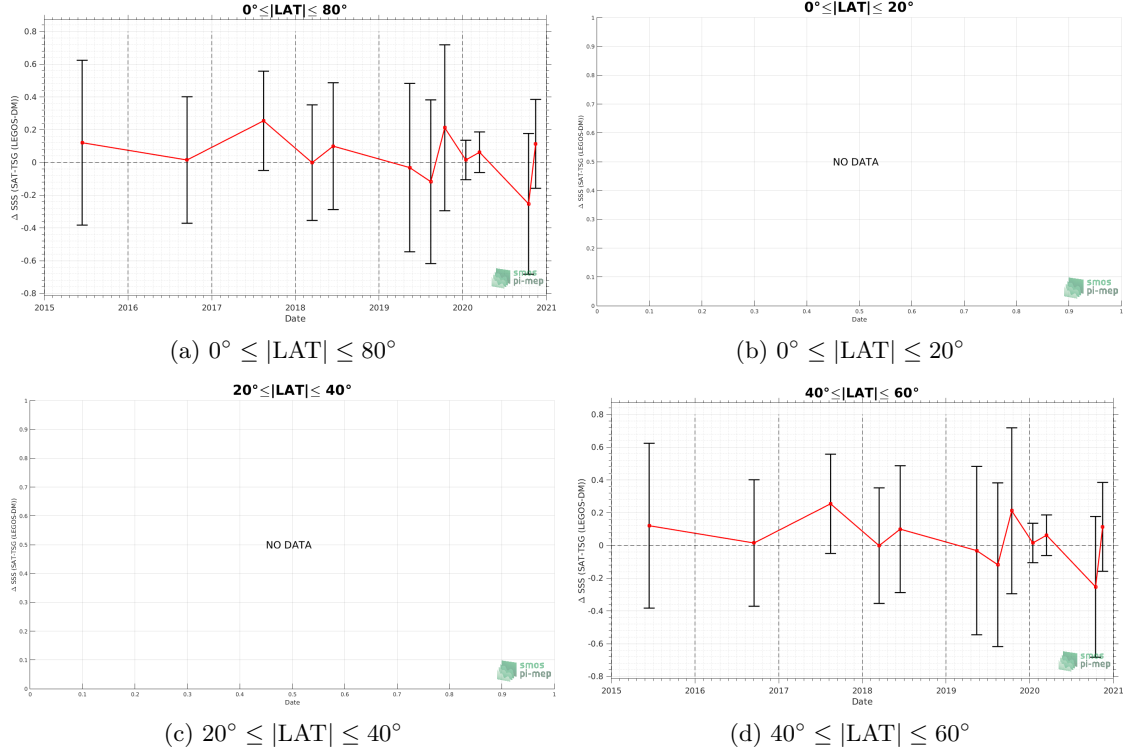 0°≤|LAT|≤ 80°
Δ SSS (SAT-TSG (LEGOS-DM))
0.8
0.6
0.4
0.2
0
-0.2
-0.4
-0.6
-0.8
2015
2016
2017
2018
2019
2020
2021
Date
smos
pi-mep
(a) 0° ≤ |LAT| ≤ 80°
0°≤|LAT|≤ 20°
Δ SSS (SAT-TSG (LEGOS-DM))
1
0.9
0.8
0.7
0.6
0.5
0.4
0.3
0.2
0.1
0
NO DATA
0
0.1
0.2
0.3
0.4
0.5
0.6
0.7
0.8
0.9
1
Date
smos
pi-mep
(b) 0° ≤ |LAT| ≤ 20°
20°≤|LAT|≤ 40°
Δ SSS (SAT-TSG (LEGOS-DM))
1
0.9
0.8
0.7
0.6
0.5
0.4
0.3
0.2
0.1
0
NO DATA
0
0.1
0.2
0.3
0.4
0.5
0.6
0.7
0.8
0.9
1
Date
smos
pi-mep
(c) 20° ≤ |LAT| ≤ 40°
40°≤|LAT|≤ 60°
Δ SSS (SAT-TSG (LEGOS-DM))
0.8
0.6
0.4
0.2
0
-0.2
-0.4
-0.6
-0.8
2015
2016
2017
2018
2019
2020
2021
Date
smos
pi-mep
(d) 40° ≤ |LAT| ≤ 60°